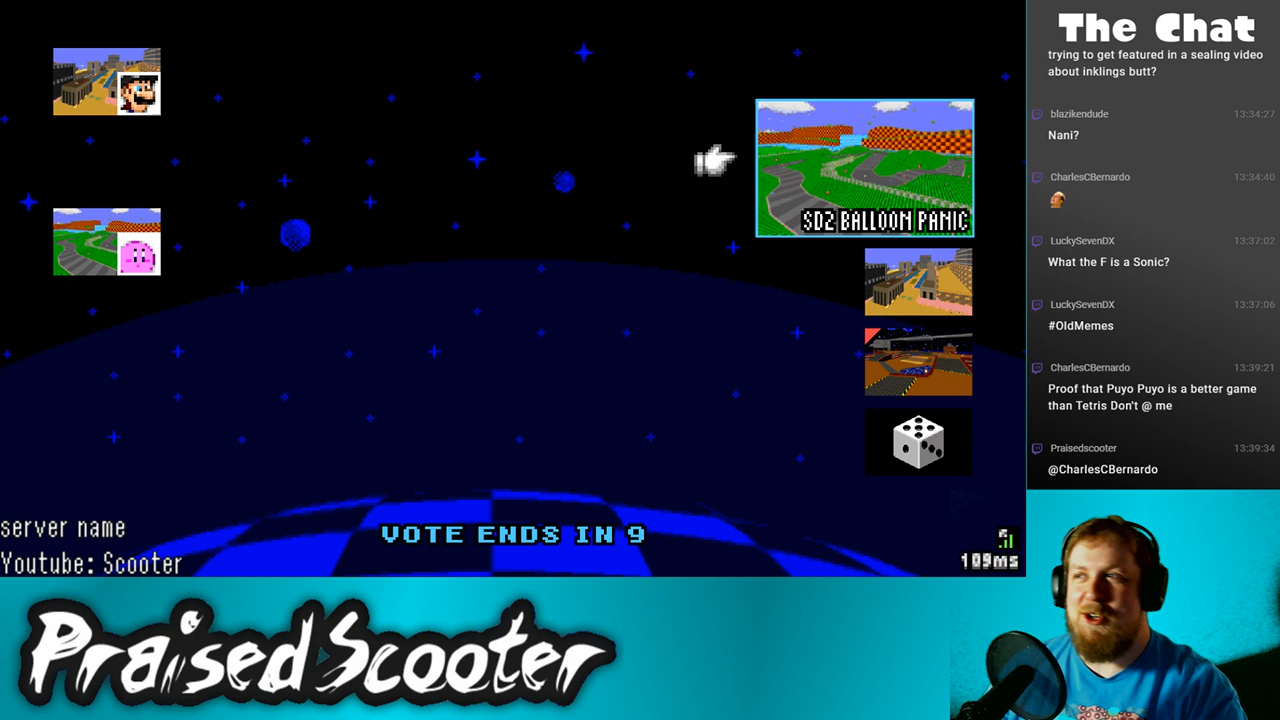 SDZ BALLOON PANIC
VOTE ENDS IN 9
server name
Youtube: Scooter
109ms
The Chat
trying to get featured in a sealing video
about inklings butt?
blazikendude 13:34:27
Nani?
CharlesCBernardo 13:34:40
LuckySevenDX 13:37:02
What the F is a Sonic?
LuckySevenDX 13:37:06
#OldMemes
CharlesCBernardo 13:39:21
Proof that Puyo Puyo is a better game
than Tetris Don't @ me
Praisedscooter 13:39:34
@CharlesCBernardo
PraisedScooter